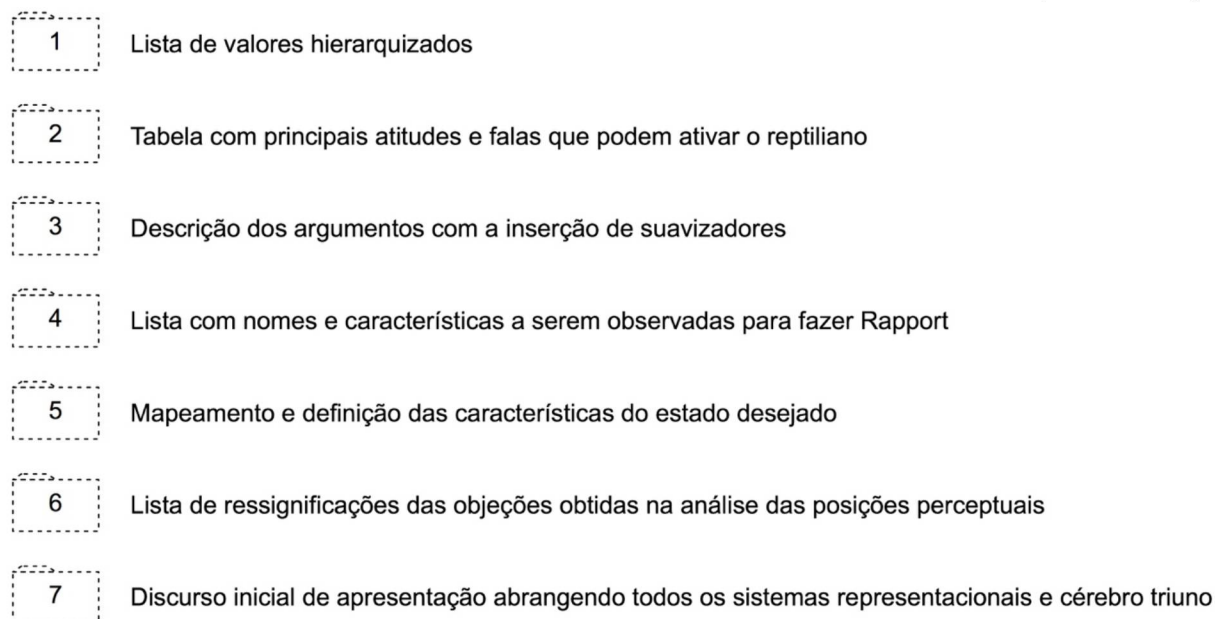 1 Lista de valores hierarquizados
2 Tabela com principais atitudes e falas que podem ativar o reptiliano
3 Descrição dos argumentos com a inserção de suavizadores
4 Lista com nomes e características a serem observadas para fazer Rapport
5 Mapeamento e definição das características do estado desejado
6 Lista de ressignificações das objeções obtidas na análise das posições perceptuais
7 Discurso inicial de apresentação abrangendo todos os sistemas representacionais e cérebro triuno